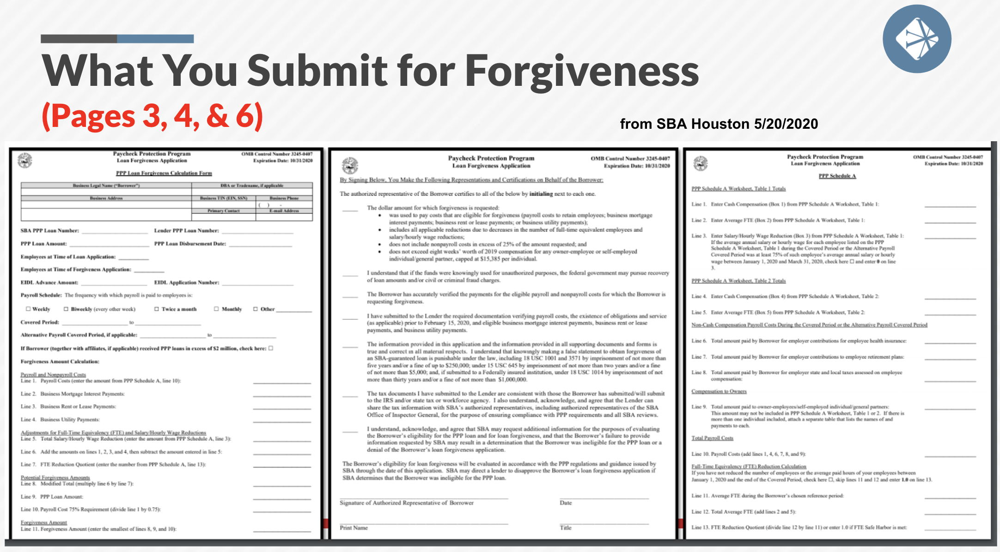 What You Submit for Forgiveness
(Pages 3, 4, & 6)
from SBA Houston 5/20/2020
Paycheck Protection Program
Loan Forgiveness Application
OMB Control Number 3245-0407
Expiration Date: 10/31/2020
PPP Loan Forgiveness Calculation Form
Business Legal Name ("Borrower") DBA or Tradename, if applicable
Business Address Business TIN (EIN, SSN) Business Phone
( ) -
Primary Contact E-mail Address
SBA PPP Loan Number: ________ Lender PPP Loan Number: ________
PPP Loan Amount: ________ PPP Loan Disbursement Date: ________
Employees at Time of Loan Application: ________
Employees at Time of Forgiveness Application: ________
EIDL Advance Amount: ________ EIDL Application Number: ________
Payroll Schedule: The frequency with which payroll is paid to employees is:
☐ Weekly ☐ Biweekly (every other week) ☐ Twice a month ☐ Monthly ☐ Other ________
Covered Period: ________ to ________
Alternative Payroll Covered Period, if applicable: ________ to ________
If Borrower (together with affiliates, if applicable) received PPP loans in excess of $2 million, check here: ☐
Forgiveness Amount Calculation:
Payroll and Nonpayroll Costs
Line 1. Payroll Costs (enter the amount from PPP Schedule A, line 10): ________
Line 2. Business Mortgage Interest Payments: ________
Line 3. Business Rent or Lease Payments: ________
Line 4. Business Utility Payments: ________
Adjustments for Full-Time Equivalency (FTE) and Salary/Hourly Wage Reductions
Line 5. Total Salary/Hourly Wage Reduction (enter the amount from PPP Schedule A, line 3): ________
Line 6. Add the amounts on lines 1, 2, 3, and 4, then subtract the amount entered in line 5: ________
Line 7. FTE Reduction Quotient (enter the number from PPP Schedule A, line 13): ________
Potential Forgiveness Amounts
Line 8. Modified Total (multiply line 6 by line 7): ________
Line 9. PPP Loan Amount: ________
Line 10. Payroll Cost 75% Requirement (divide line 1 by 0.75): ________
Forgiveness Amount
Line 11. Forgiveness Amount (enter the smallest of lines 8, 9, and 10): ________
Paycheck Protection Program
Loan Forgiveness Application
OMB Control Number 3245-0407
Expiration Date: 10/31/2020
By Signing Below, You Make the Following Representations and Certifications on Behalf of the Borrower:
The authorized representative of the Borrower certifies to all of the below by initialing next to each one.
____ The dollar amount for which forgiveness is requested:
• was used to pay costs that are eligible for forgiveness (payroll costs to retain employees; business mortgage
interest payments; business rent or lease payments; or business utility payments);
• includes all applicable reductions due to decreases in the number of full-time equivalent employees and
salary/hourly wage reductions;
• does not include nonpayroll costs in excess of 25% of the amount requested; and
• does not exceed eight weeks' worth of 2019 compensation for any owner-employee or self-employed
individual/general partner, capped at $15,385 per individual.
____ I understand that if the funds were knowingly used for unauthorized purposes, the federal government may pursue recovery
of loan amounts and/or civil or criminal fraud charges.
____ The Borrower has accurately verified the payments for the eligible payroll and nonpayroll costs for which the Borrower is
requesting forgiveness.
____ I have submitted to the Lender the required documentation verifying payroll costs, the existence of obligations and service
(as applicable) prior to February 15, 2020, and eligible business mortgage interest payments, business rent or lease
payments, and business utility payments.
____ The information provided in this application and the information provided in all supporting documents and forms is
true and correct in all material respects. I understand that knowingly making a false statement to obtain forgiveness of
an SBA-guaranteed loan is punishable under the law, including 18 USC 1001 and 3571 by imprisonment of not more than
five years and/or a fine of up to $250,000; under 15 USC 645 by imprisonment of not more than two years and/or a fine
of not more than $5,000; and, if submitted to a Federally insured institution, under 18 USC 1014 by imprisonment of not
more than thirty years and/or a fine of not more than $1,000,000.
____ The tax documents I have submitted to the Lender are consistent with those the Borrower has submitted/will submit
to the IRS and/or state tax or workforce agency. I also understand, acknowledge, and agree that the Lender can
share the tax information with SBA's authorized representatives, including authorized representatives of the SBA
Office of Inspector General, for the purpose of ensuring compliance with PPP requirements and all SBA reviews.
____ I understand, acknowledge, and agree that SBA may request additional information for the purposes of evaluating
the Borrower's eligibility for the PPP loan and for loan forgiveness, and that the Borrower's failure to provide
information requested by SBA may result in a determination that the Borrower was ineligible for the PPP loan or a
denial of the Borrower's loan forgiveness application.
The Borrower's eligibility for loan forgiveness will be evaluated in accordance with the PPP regulations and guidance issued by
SBA through the date of this application. SBA may direct a lender to disapprove the Borrower's loan forgiveness application if
SBA determines that the Borrower was ineligible for the PPP loan.
Signature of Authorized Representative of Borrower Date
Print Name Title
Paycheck Protection Program
Loan Forgiveness Application
OMB Control Number 3245-0407
Expiration Date: 10/31/2020
PPP Schedule A
PPP Schedule A Worksheet, Table 1 Totals
Line 1. Enter Cash Compensation (Box 1) from PPP Schedule A Worksheet, Table 1: ________
Line 2. Enter Average FTE (Box 2) from PPP Schedule A Worksheet, Table 1: ________
Line 3. Enter Salary/Hourly Wage Reduction (Box 3) from PPP Schedule A Worksheet, Table 1: ________
If the average annual salary or hourly wage for each employee listed on the PPP
Schedule A Worksheet, Table 1 during the Covered Period or the Alternative Payroll
Covered Period was at least 75% of such employee's average annual salary or hourly
wage between January 1, 2020 and March 31, 2020, check here ☐ and enter 0 on line
3.
PPP Schedule A Worksheet, Table 2 Totals
Line 4. Enter Cash Compensation (Box 4) from PPP Schedule A Worksheet, Table 2: ________
Line 5. Enter Average FTE (Box 5) from PPP Schedule A Worksheet, Table 2: ________
Non-Cash Compensation Payroll Costs During the Covered Period or the Alternative Payroll Covered Period
Line 6. Total amount paid by Borrower for employer contributions for employee health insurance: ________
Line 7. Total amount paid by Borrower for employer contributions to employee retirement plans: ________
Line 8. Total amount paid by Borrower for employer state and local taxes assessed on employee
compensation: ________
Compensation to Owners
Line 9. Total amount paid to owner-employees/self-employed individual/general partners: ________
This amount may not be included in PPP Schedule A Worksheet, Table 1 or 2. If there is
more than one individual included, attach a separate table that lists the names of and
payments to each.
Total Payroll Costs
Line 10. Payroll Costs (add lines 1, 4, 6, 7, 8, and 9): ________
Full-Time Equivalency (FTE) Reduction Calculation
If you have not reduced the number of employees or the average paid hours of your employees between
January 1, 2020 and the end of the Covered Period, check here ☐, skip lines 11 and 12 and enter 1.0 on line 13.
Line 11. Average FTE during the Borrower's chosen reference period: ________
Line 12. Total Average FTE (add lines 2 and 5): ________
Line 13. FTE Reduction Quotient (divide line 12 by line 11) or enter 1.0 if FTE Safe Harbor is met: ________